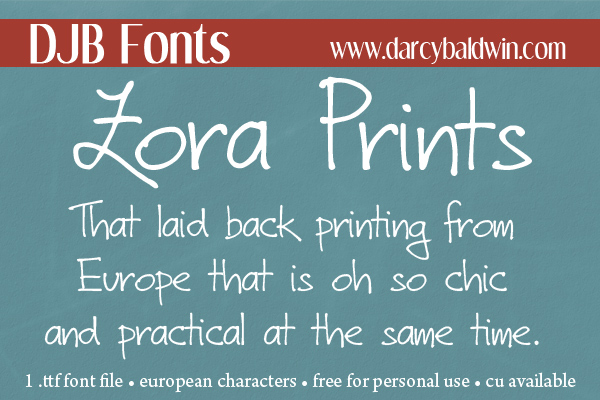 DJB Fonts
www.darcybaldwin.com
Zora Prints
That laid back printing from
Europe that is oh so chic
and practical at the same time.
1 .ttf font file • european characters • free for personal use • cu available